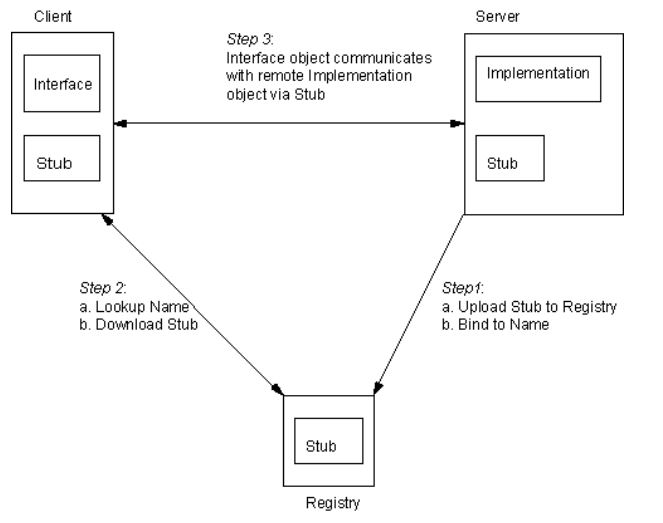 Client
Server
Step 3:
Interface object communicates
with remote Implementation
object via Stub
Interface
Implementation
Stub
Stub
Step 2:
a. Lookup Name
b. Download Stub
Step1:
a. Upload Stub to Registry
b. Bind to Name
Stub
Registry